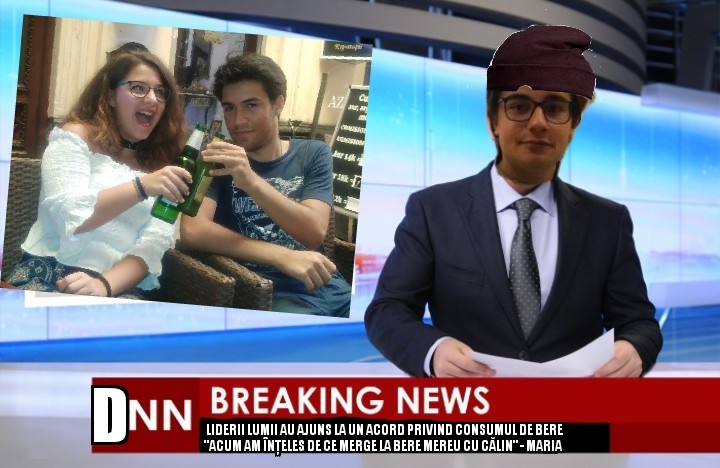 DNN
BREAKING NEWS
LIDERII LUMII AU AJUNS LA UN ACORD PRIVIND CONSUMUL DE BERE
"ACUM AM ÎNȚELES DE CE MERGE LA BERE MEREU CU CĂLIN" - MARIA